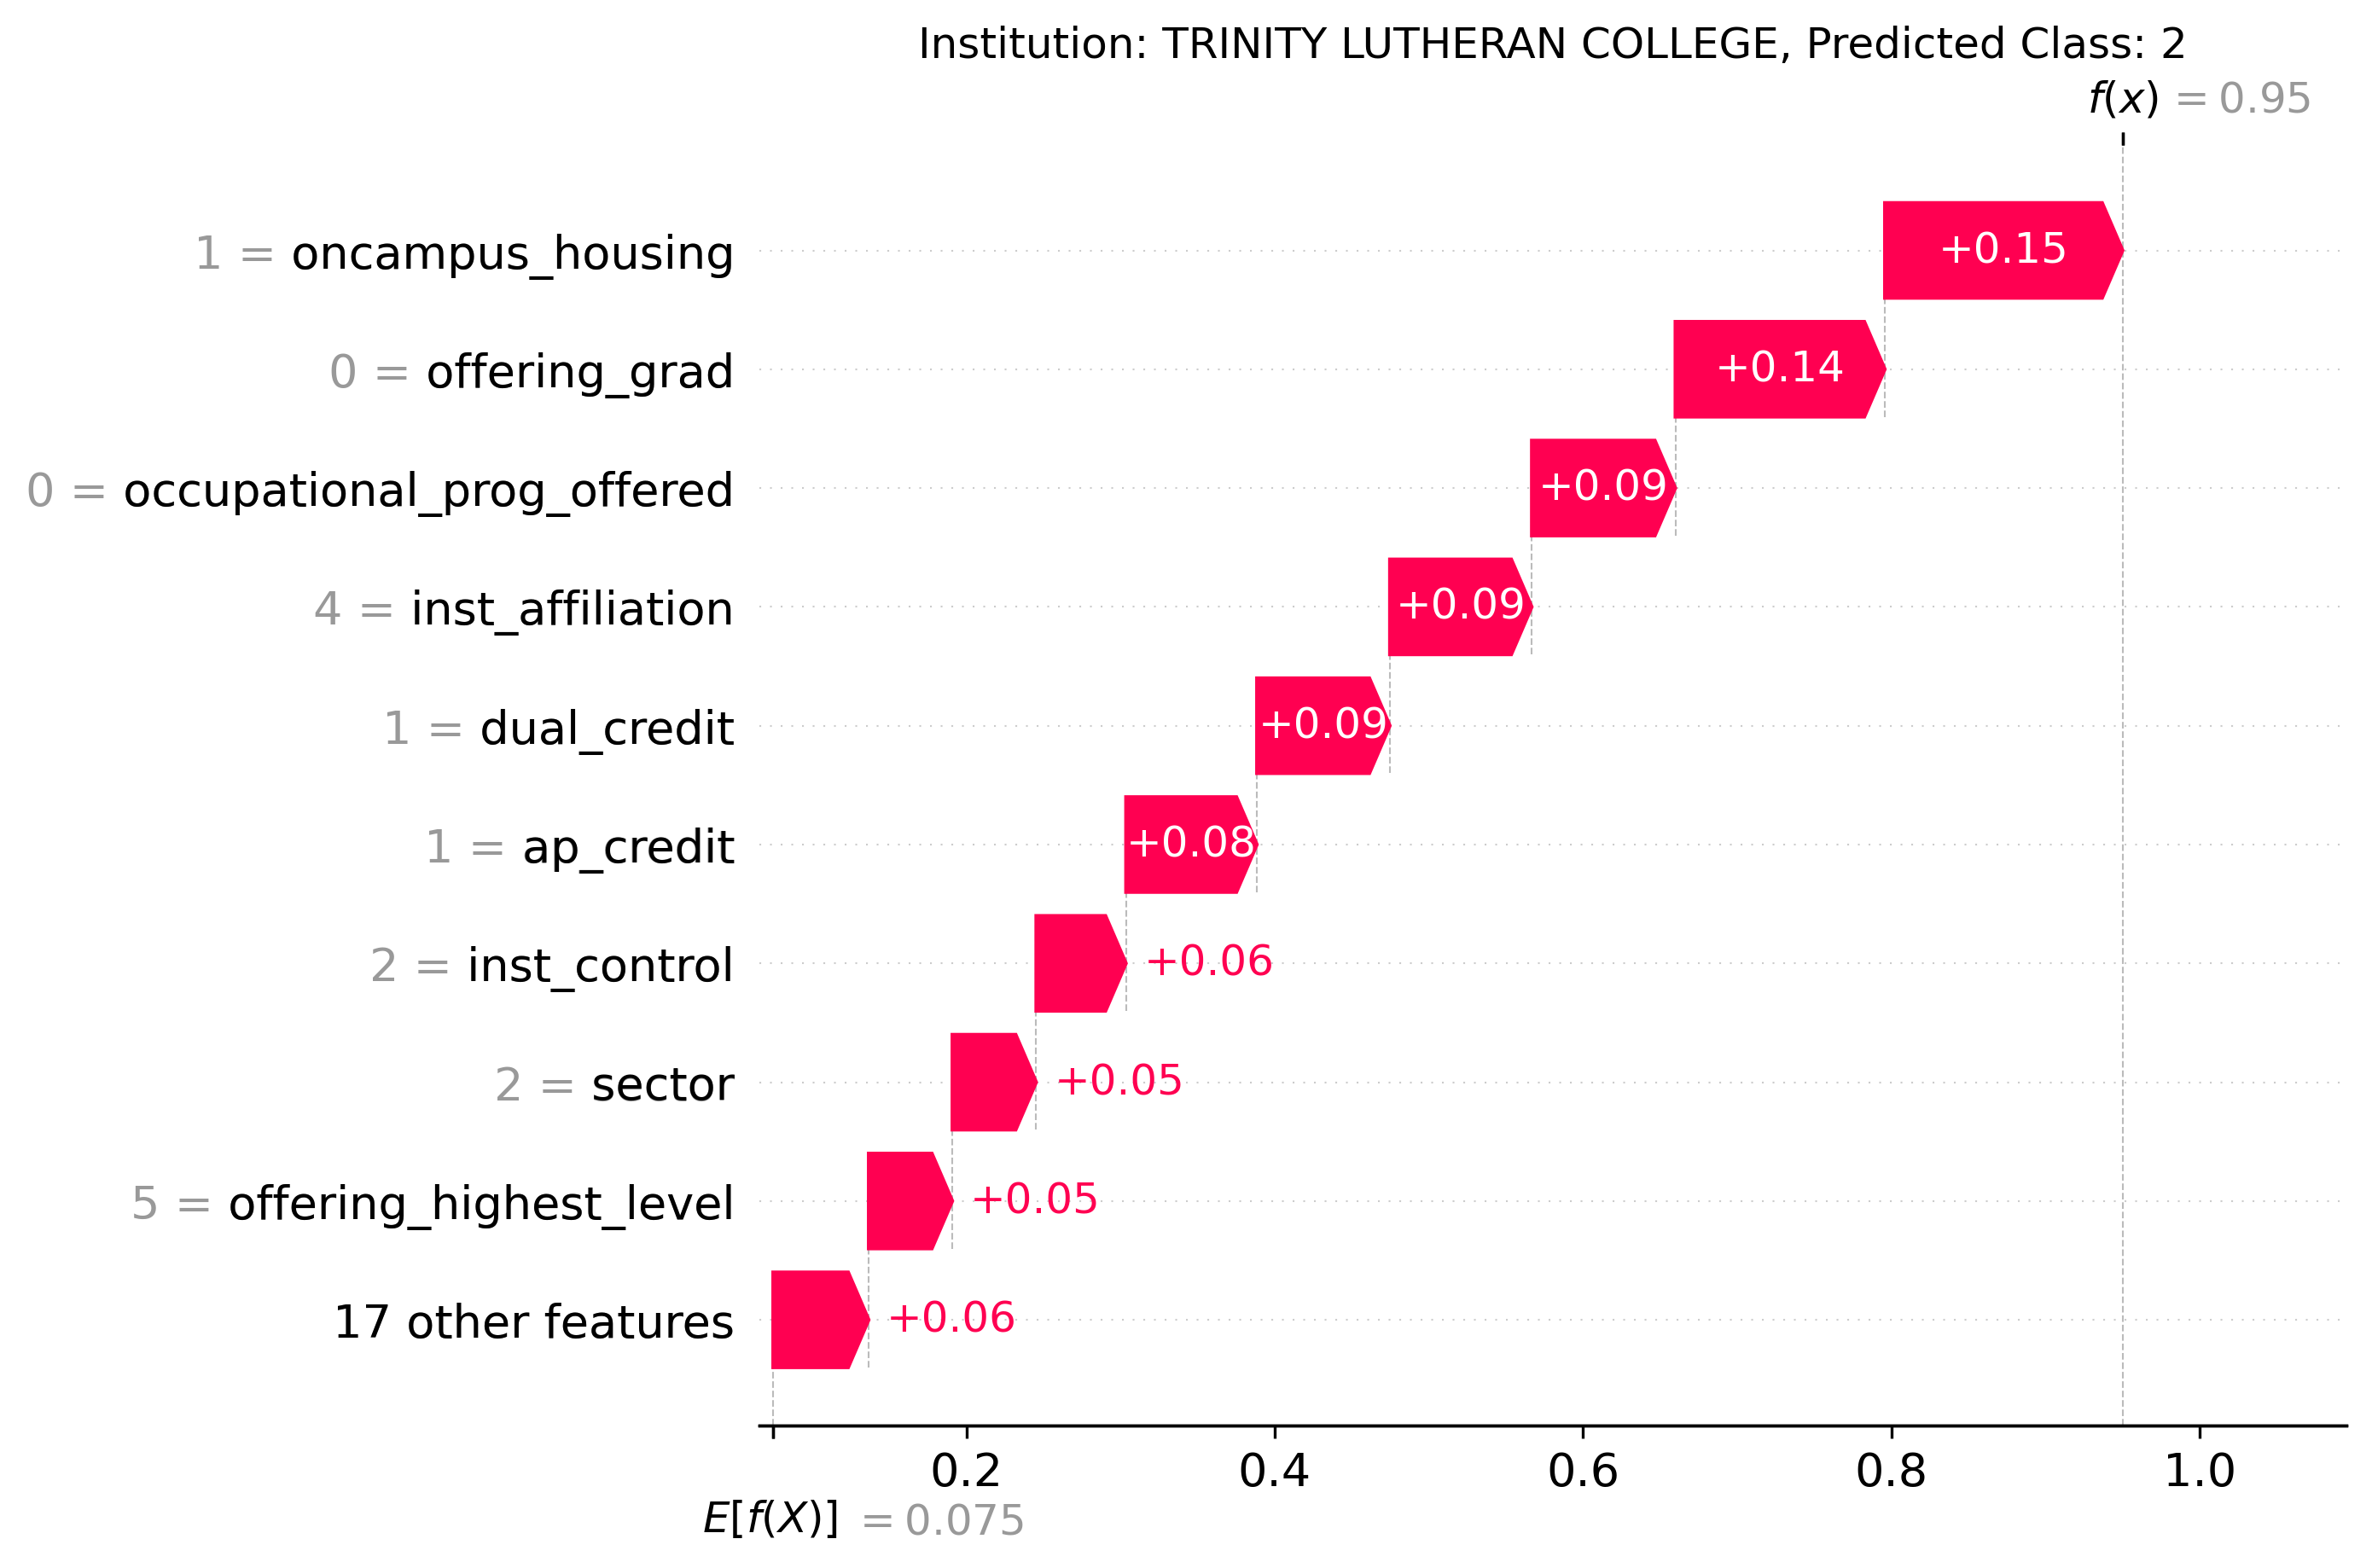 Institution: TRINITY LUTHERAN COLLEGE, Predicted Class: 2
f(x) = 0.95
1 = oncampus_housing +0.15
0 = offering_grad +0.14
0 = occupational_prog_offered +0.09
4 = inst_affiliation +0.09
1 = dual_credit +0.09
1 = ap_credit +0.08
2 = inst_control +0.06
2 = sector +0.05
5 = offering_highest_level +0.05
17 other features +0.06
0.2 0.4 0.6 0.8 1.0
E[f(X)] = 0.075